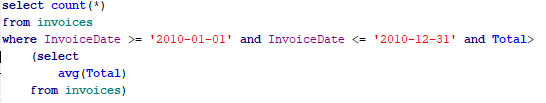 select count(*)
from invoices
where InvoiceDate >= '2010-01-01' and InvoiceDate <= '2010-12-31' and Total>
(select
avg(Total)
from invoices)